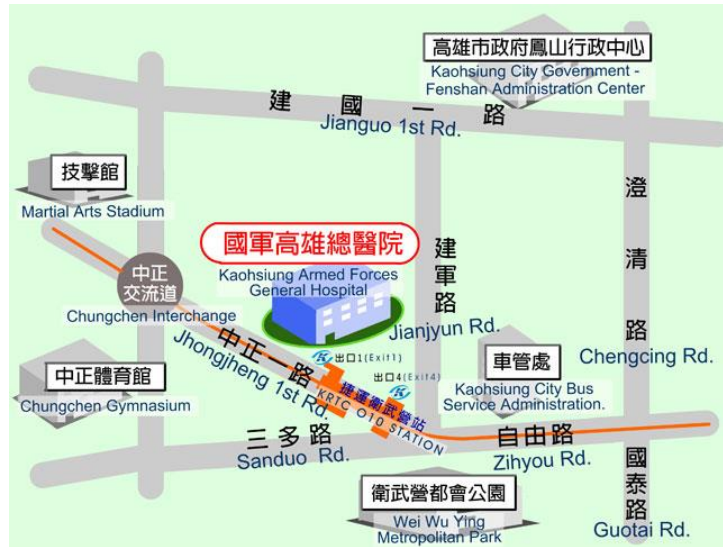 高雄市政府鳳山行政中心
Kaohsiung City Government -
Fenshan Administration Center
建國一路
Jianguo 1st Rd.
技擊館
Martial Arts Stadium
澄清路
Chengcing Rd.
國軍高雄總醫院
Kaohsiung Armed Forces
General Hospital
建軍路
Jianjyun Rd.
中正
交流道
Chungchen Interchange
中正一路
Jhongjheng 1st Rd.
出口1(Exit1)
出口4(Exit4)
捷運衛武營站
KRTC O10 STATION
車管處
Kaohsiung City Bus
Service Administration.
中正體育館
Chungchen Gymnasium
三多路
Sanduo Rd.
自由路
Zihyou Rd.
衛武營都會公園
Wei Wu Ying
Metropolitan Park
國泰路
Guotai Rd.